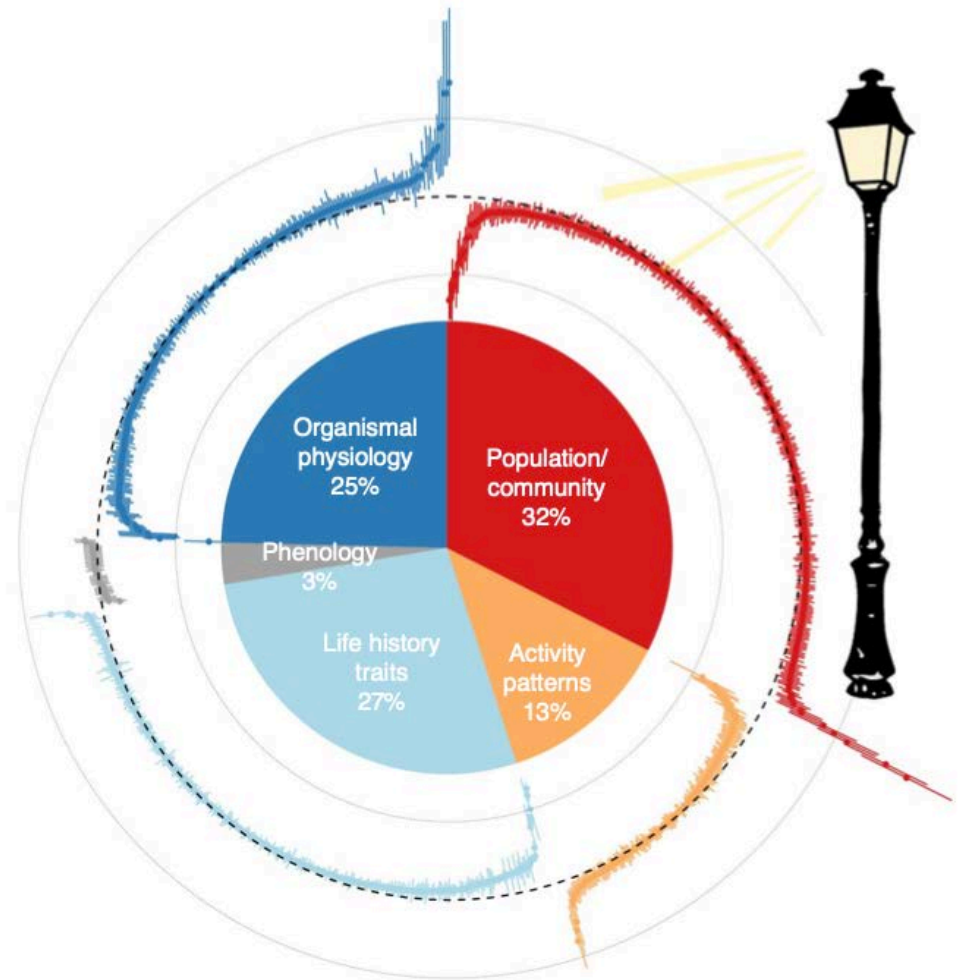 Organismal
physiology
25%
Population/
community
32%
Phenology
3%
Life history
traits
27%
Activity
patterns
13%